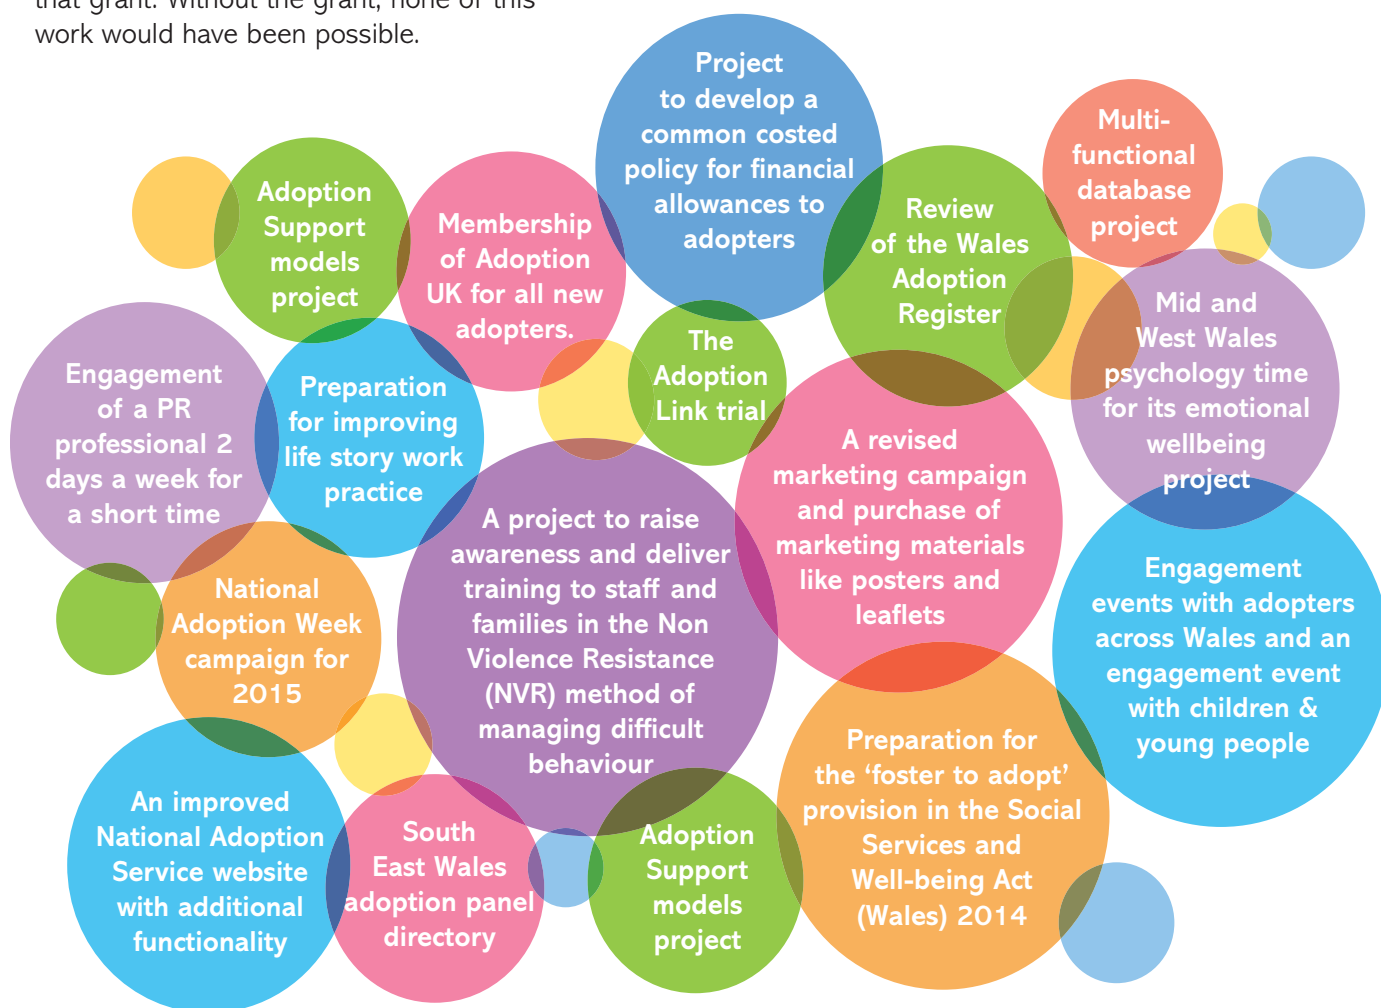 that grant. Without the grant, none of this
work would have been possible.
Project
to develop a
common costed
policy for financial
allowances to
adopters
Multi-
functional
database
project
Adoption
Support
models
project
Membership
of Adoption
UK for all new
adopters.
Review
of the Wales
Adoption
Register
Mid and
West Wales
psychology time
for its emotional
wellbeing
project
The
Adoption
Link trial
Engagement
of a PR
professional 2
days a week for
a short time
Preparation
for improving
life story work
practice
A revised
marketing campaign
and purchase of
marketing materials
like posters and
leaflets
A project to raise
awareness and deliver
training to staff and
families in the Non
Violence Resistance
(NVR) method of
managing difficult
behaviour
Engagement
events with adopters
across Wales and an
engagement event
with children &
young people
National
Adoption Week
campaign for
2015
Preparation for
the ‘foster to adopt’
provision in the Social
Services and
Well-being Act
(Wales) 2014
An improved
National Adoption
Service website
with additional
functionality
South
East Wales
adoption panel
directory
Adoption
Support
models
project